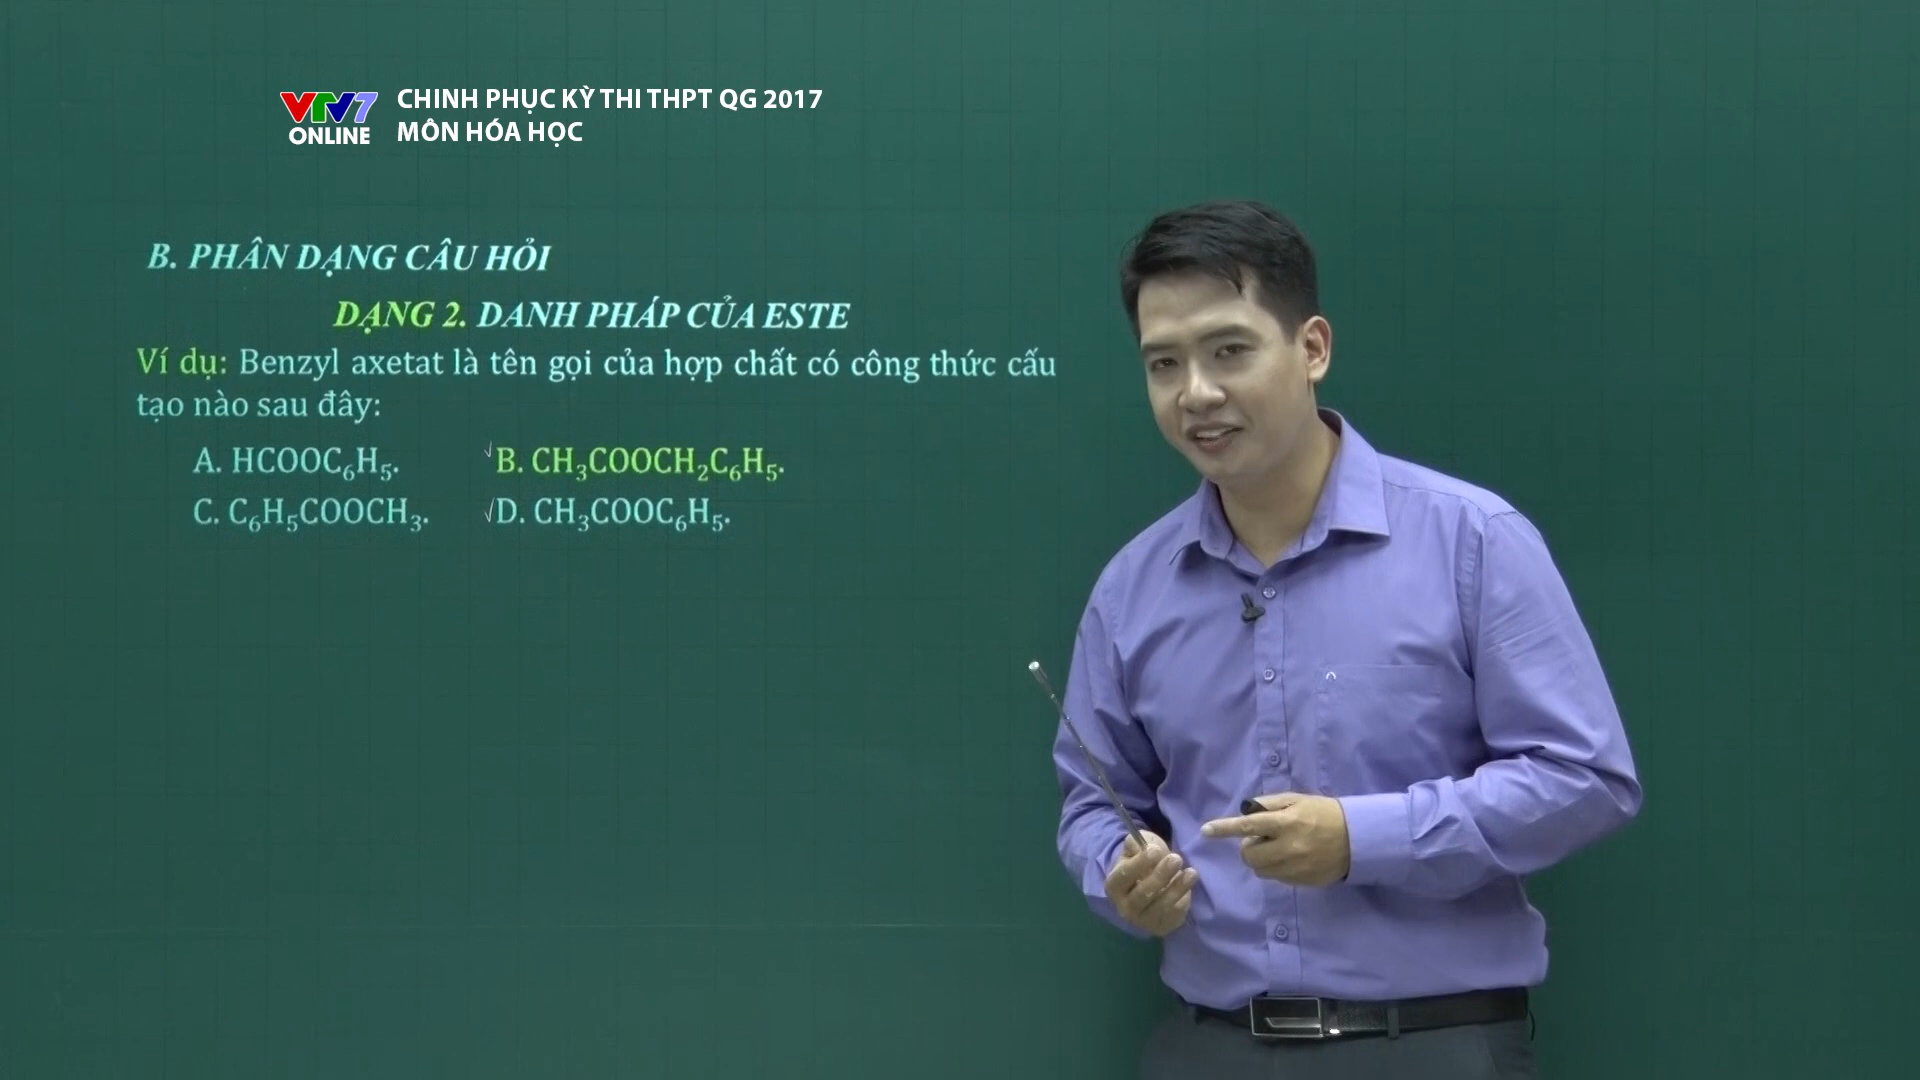 VTV7 ONLINE
CHINH PHỤC KỲ THI THPT QG 2017
MÔN HÓA HỌC
B. PHÂN DẠNG CÂU HỎI
DẠNG 2. DANH PHÁP CỦA ESTE
Ví dụ: Benzyl axetat là tên gọi của hợp chất có công thức cấu
tạo nào sau đây:
A. HCOOC₆H₅. √B. CH₃COOCH₂C₆H₅.
C. C₆H₅COOCH₃. √D. CH₃COOC₆H₅.